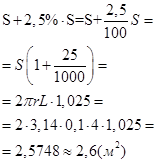 S+2,5%·S=S+2,5/100 S=
=S(1+25/1000)=
=2πrL·1,025=
=2·3,14·0,1·4·1,025=
=2,5748≈2,6(м²)